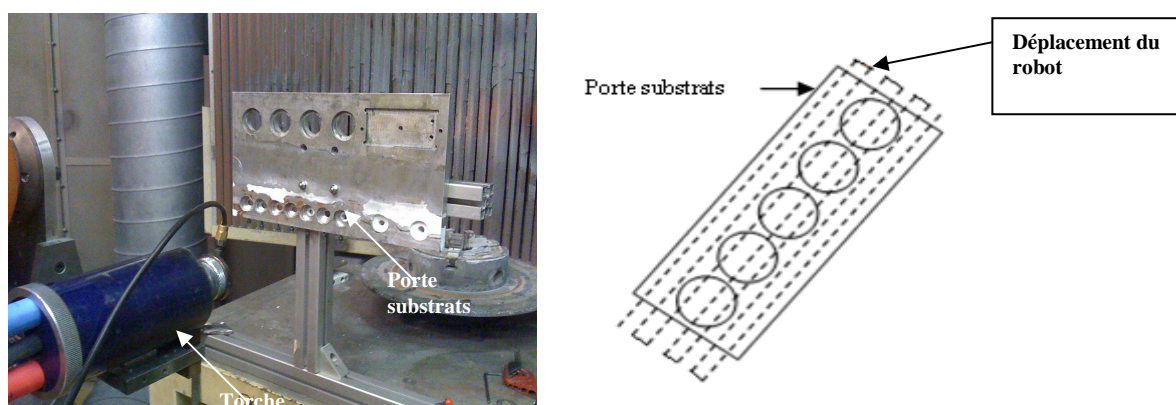 Porte
substrats
Torche
Porte substrats
Déplacement du
robot